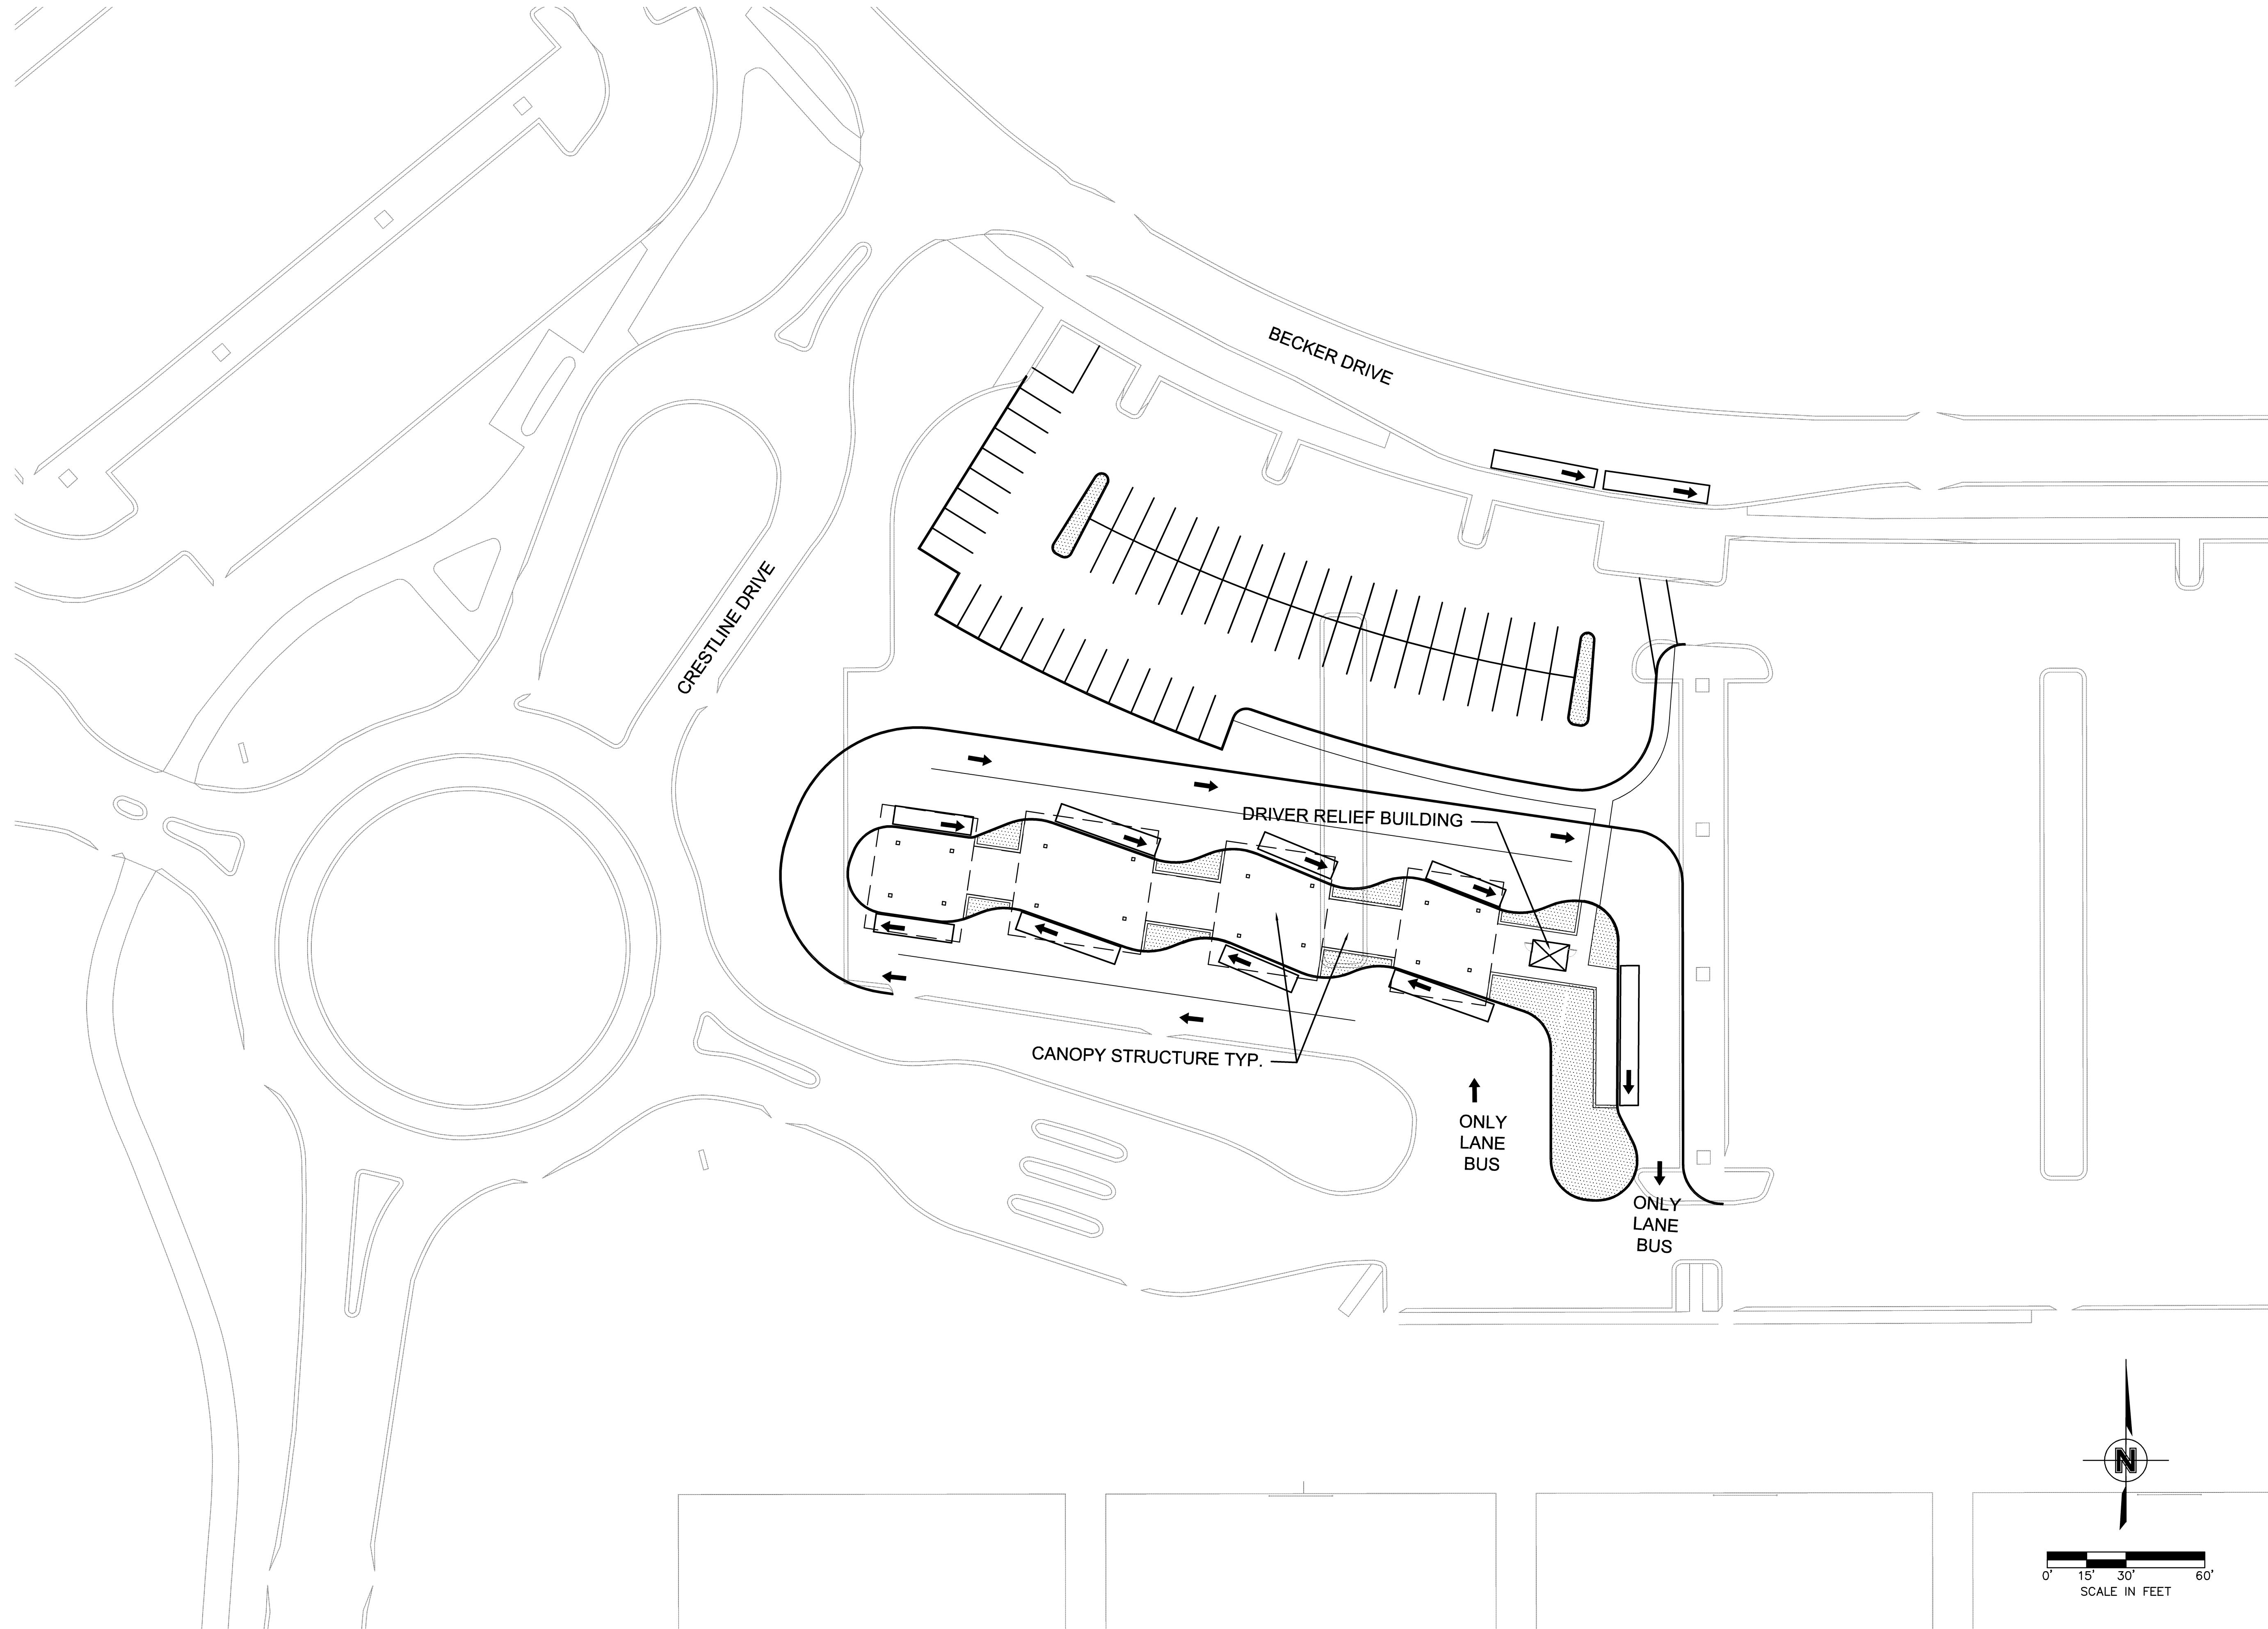 BECKER DRIVE
CRESTLINE DRIVE
DRIVER RELIEF BUILDING
CANOPY STRUCTURE TYP.
ONLY
LANE
BUS
ONLY
LANE
BUS
N
0' 15' 30' 60'
SCALE IN FEET